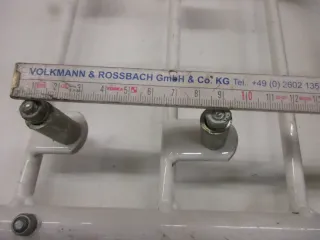 VOLKMANN & ROSSBACH GmbH & Co. KG Tel. +49 (0) 2602 135
2 3 4 5 6 7 8 9 10 11 12